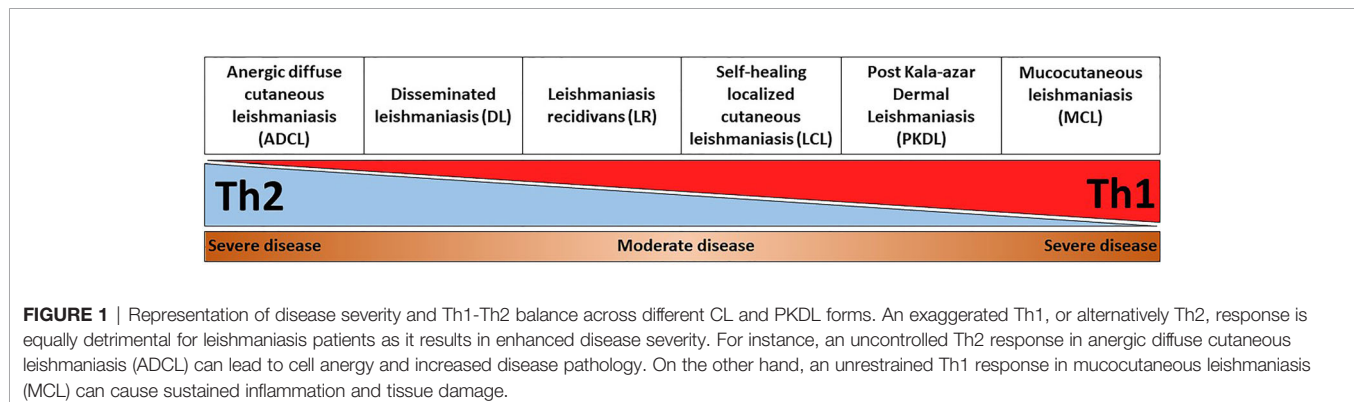 Anergic diffuse
cutaneous
leishmaniasis
(ADCL)
Disseminated
leishmaniasis (DL)
Leishmaniasis
recidivans (LR)
Self-healing
localized
cutaneous
leishmaniasis (LCL)
Post Kala-azar
Dermal
Leishmaniasis
(PKDL)
Mucocutaneous
leishmaniasis
(MCL)
Th2
Th1
Severe disease
Moderate disease
Severe disease
FIGURE 1 | Representation of disease severity and Th1-Th2 balance across different CL and PKDL forms. An exaggerated Th1, or alternatively Th2, response is
equally detrimental for leishmaniasis patients as it results in enhanced disease severity. For instance, an uncontrolled Th2 response in anergic diffuse cutaneous
leishmaniasis (ADCL) can lead to cell anergy and increased disease pathology. On the other hand, an unrestrained Th1 response in mucocutaneous leishmaniasis
(MCL) can cause sustained inflammation and tissue damage.